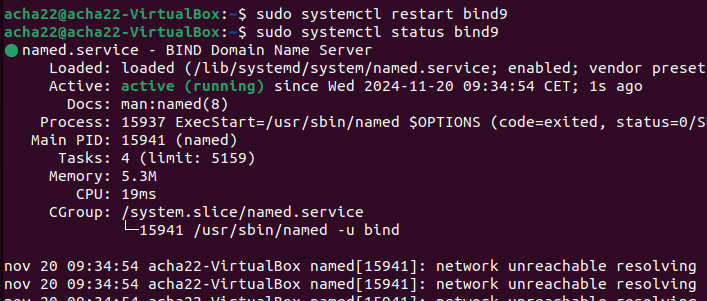 acha22@acha22-VirtualBox:~$ sudo systemctl restart bind9
acha22@acha22-VirtualBox:~$ sudo systemctl status bind9
● named.service - BIND Domain Name Server
Loaded: loaded (/lib/systemd/system/named.service; enabled; vendor preset
Active: active (running) since Wed 2024-11-20 09:34:54 CET; 1s ago
Docs: man:named(8)
Process: 15937 ExecStart=/usr/sbin/named $OPTIONS (code=exited, status=0/SU
Main PID: 15941 (named)
Tasks: 4 (limit: 5159)
Memory: 5.3M
CPU: 19ms
CGroup: /system.slice/named.service
└─15941 /usr/sbin/named -u bind
nov 20 09:34:54 acha22-VirtualBox named[15941]: network unreachable resolving
nov 20 09:34:54 acha22-VirtualBox named[15941]: network unreachable resolving
nov 20 09:34:54 acha22-VirtualBox named[15941]: network unreachable resolving